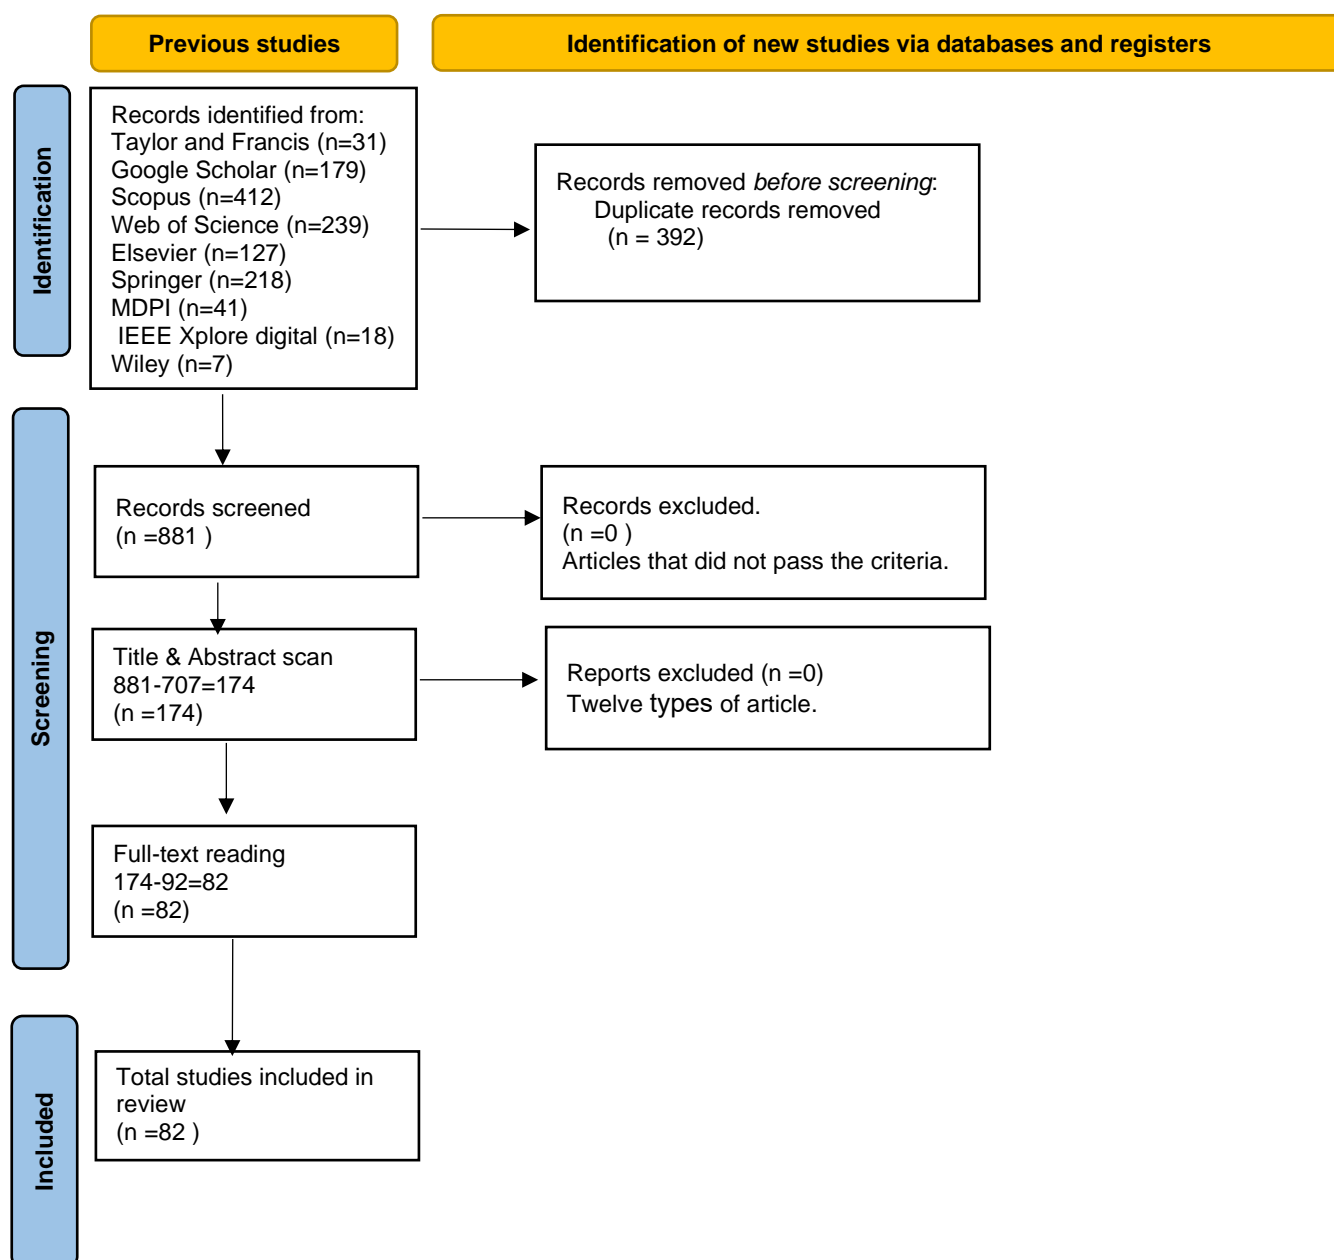 Previous studies
Identification of new studies via databases and registers
Identification
Records identified from:
Taylor and Francis (n=31)
Google Scholar (n=179)
Scopus (n=412)
Web of Science (n=239)
Elsevier (n=127)
Springer (n=218)
MDPI (n=41)
IEEE Xplore digital (n=18)
Wiley (n=7)
Records removed before screening:
Duplicate records removed
(n = 392)
Screening
Records screened
(n =881 )
Records excluded.
(n =0 )
Articles that did not pass the criteria.
Title & Abstract scan
881-707=174
(n =174)
Reports excluded (n =0)
Twelve types of article.
Full-text reading
174-92=82
(n =82)
Included
Total studies included in
review
(n =82 )